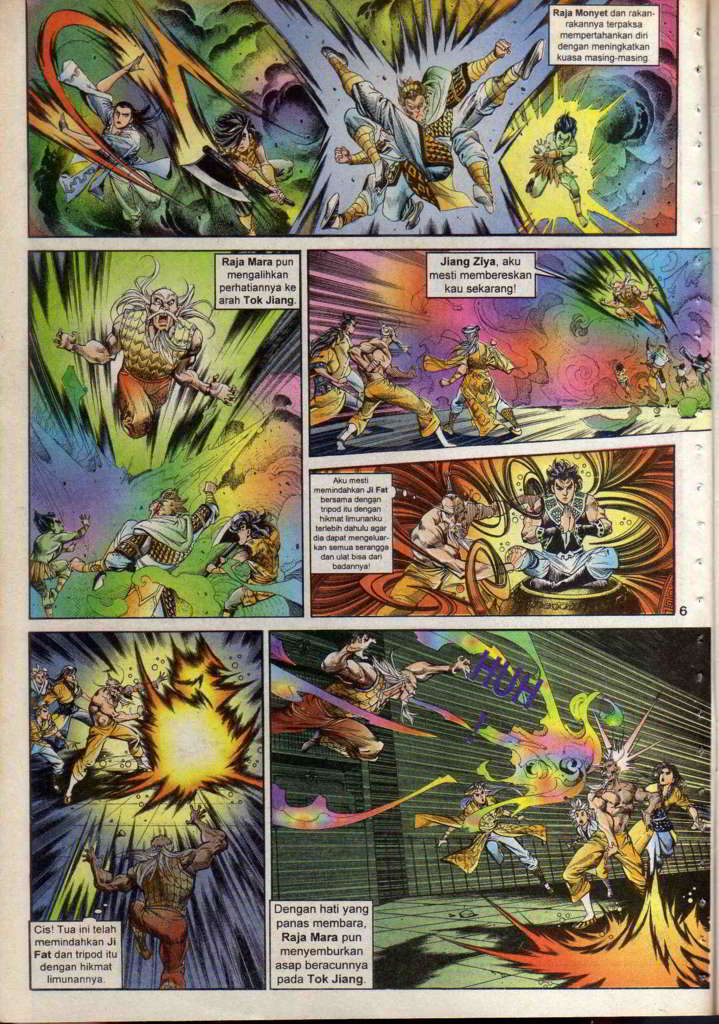 Raja Monyet dan rakan-
rakannya terpaksa
mempertahankan diri
dengan meningkatkan
kuasa masing-masing
Raja Mara pun
mengalihkan
perhatiannya ke
arah Tok Jiang.
Jiang Ziya, aku
mesti membereskan
kau sekarang!
Aku mesti
memindahkan Ji Fat
bersama dengan
tripod itu dengan
hikmat limunanku
terlebih dahulu agar
dia dapat mengeluar-
kan semua serangga
dan ulat bisa dari
badannya!
6
HUH
!
Cis! Tua ini telah
memindahkan Ji
Fat dan tripod itu
dengan hikmat
limunannya.
Dengan hati yang
panas membara,
Raja Mara pun
menyemburkan
asap beracunnya
pada Tok Jiang.